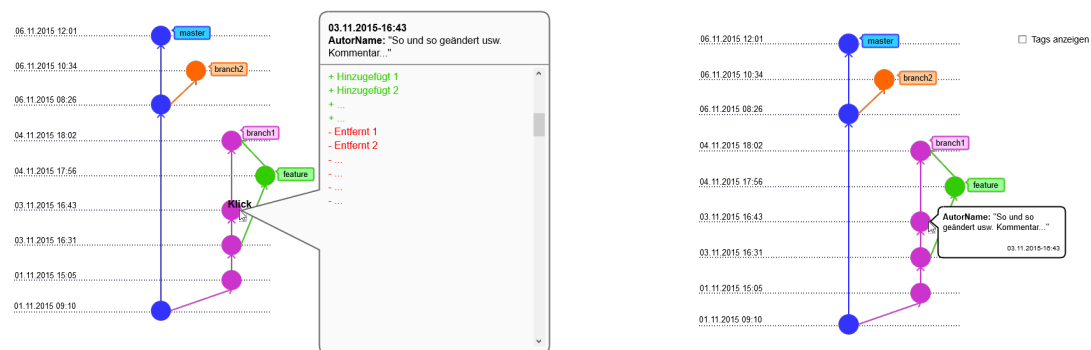 06.11.2015 12:01
master
06.11.2015 10:34
branch2
06.11.2015 08:26
04.11.2015 18:02
branch1
04.11.2015 17:56
feature
03.11.2015 16:43
Klick
03.11.2015 16:31
01.11.2015 15:05
01.11.2015 09:10
03.11.2015-16:43
AutorName: "So und so geändert usw.
Kommentar..."
+ Hinzugefügt 1
+ Hinzugefügt 2
+ ...
+ ...
- Entfernt 1
- Entfernt 2
- ...
- ...
- ...
- ...
06.11.2015 12:01
master
Tags anzeigen
06.11.2015 10:34
branch2
06.11.2015 08:26
04.11.2015 18:02
branch1
04.11.2015 17:56
feature
03.11.2015 16:43
AutorName: "So und so
geändert usw. Kommentar..."
03.11.2015-16:43
03.11.2015 16:31
01.11.2015 15:05
01.11.2015 09:10